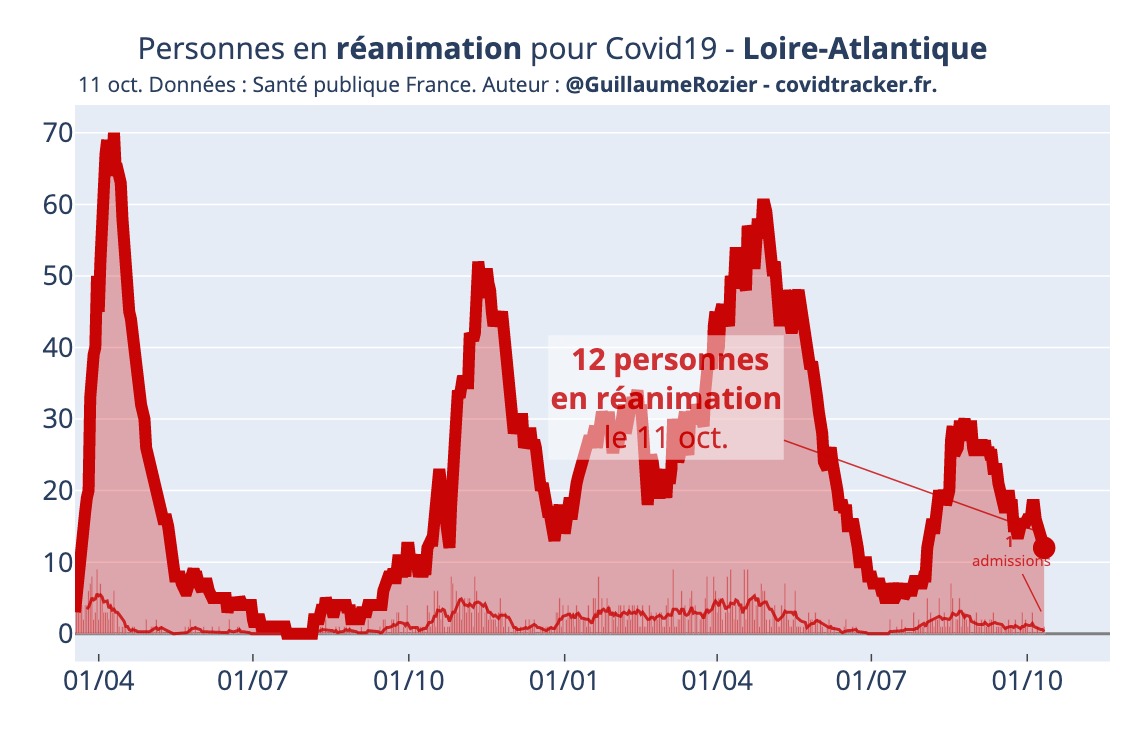 Personnes en réanimation pour Covid19 - Loire-Atlantique
11 oct. Données : Santé publique France. Auteur : @GuillaumeRozier - covidtracker.fr.
70
60
50
40
30
20
10
0
12 personnes
en réanimation
le 11 oct.
1
admissions
01/04 01/07 01/10 01/01 01/04 01/07 01/10